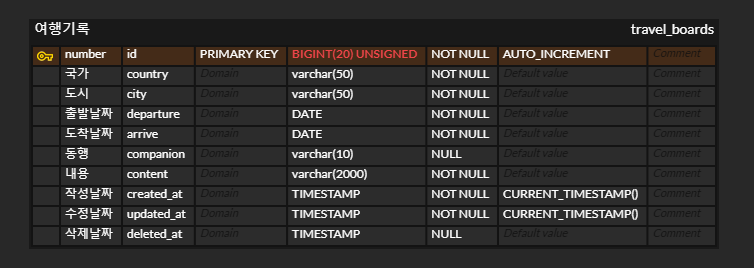 여행기록 travel_boards
number id PRIMARY KEY BIGINT(20) UNSIGNED NOT NULL AUTO_INCREMENT Comment
국가 country Domain varchar(50) NOT NULL Default value Comment
도시 city Domain varchar(50) NOT NULL Default value Comment
출발날짜 departure Domain DATE NOT NULL Default value Comment
도착날짜 arrive Domain DATE NOT NULL Default value Comment
동행 companion Domain varchar(10) NULL Default value Comment
내용 content Domain varchar(2000) NOT NULL Default value Comment
작성날짜 created_at Domain TIMESTAMP NOT NULL CURRENT_TIMESTAMP() Comment
수정날짜 updated_at Domain TIMESTAMP NOT NULL CURRENT_TIMESTAMP() Comment
삭제날짜 deleted_at Domain TIMESTAMP NULL Default value Comment